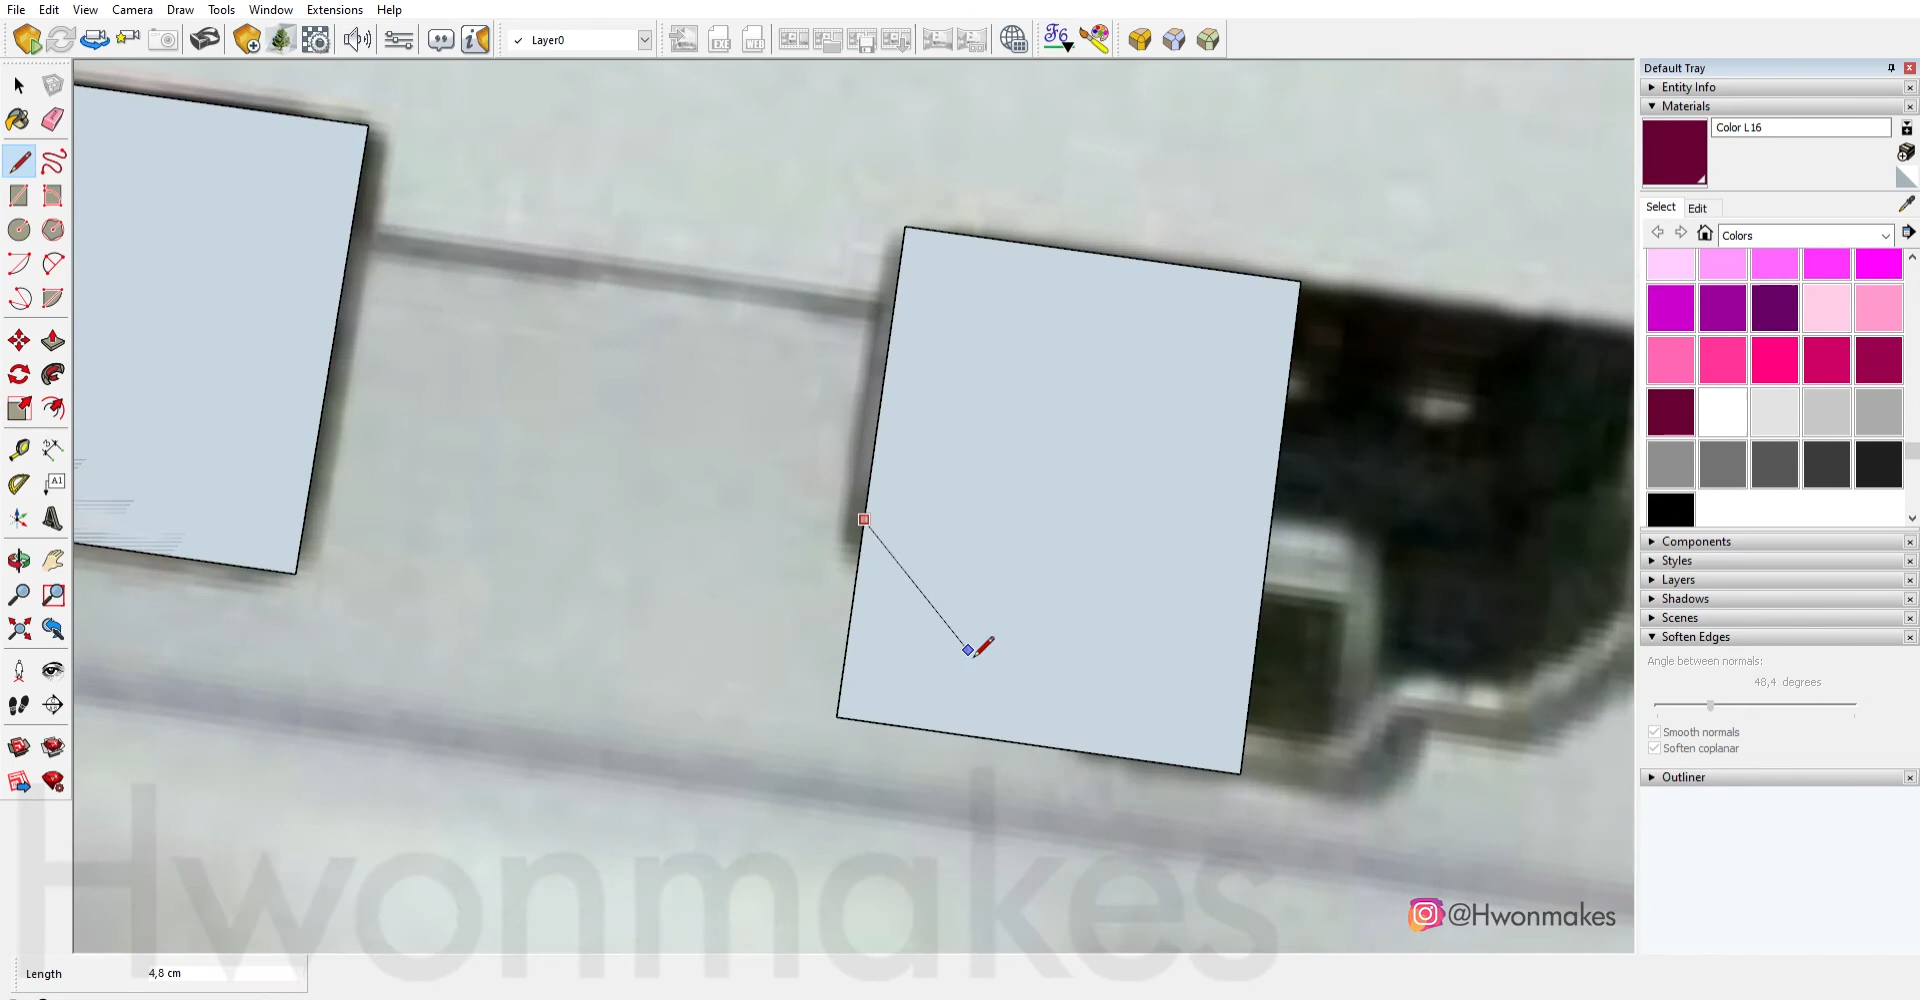 File Edit View Camera Draw Tools Window Extensions Help
Layer0
Default Tray
Entity Info
Materials
Color L16
Select Edit
Colors
Components
Styles
Layers
Shadows
Scenes
Soften Edges
Angle between normals:
48,4 degrees
Smooth normals
Soften coplanar
Outliner
Hwonmakes
@Hwonmakes
Length 4,8 cm